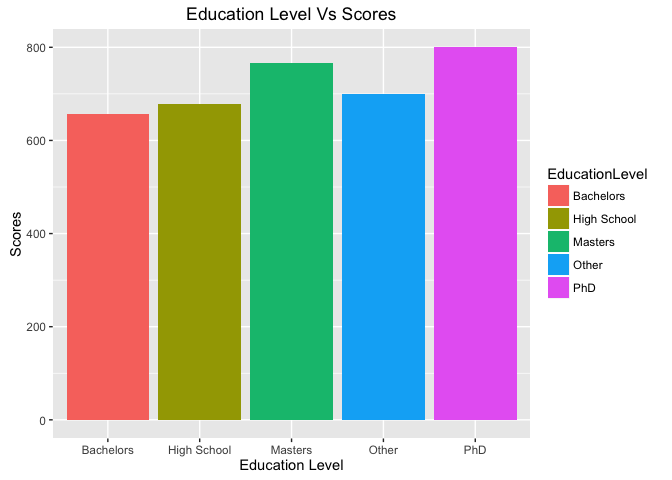 Education Level Vs Scores
800
600
400
200
0
Scores
Bachelors High School Masters Other PhD
Education Level
EducationLevel
Bachelors
High School
Masters
Other
PhD